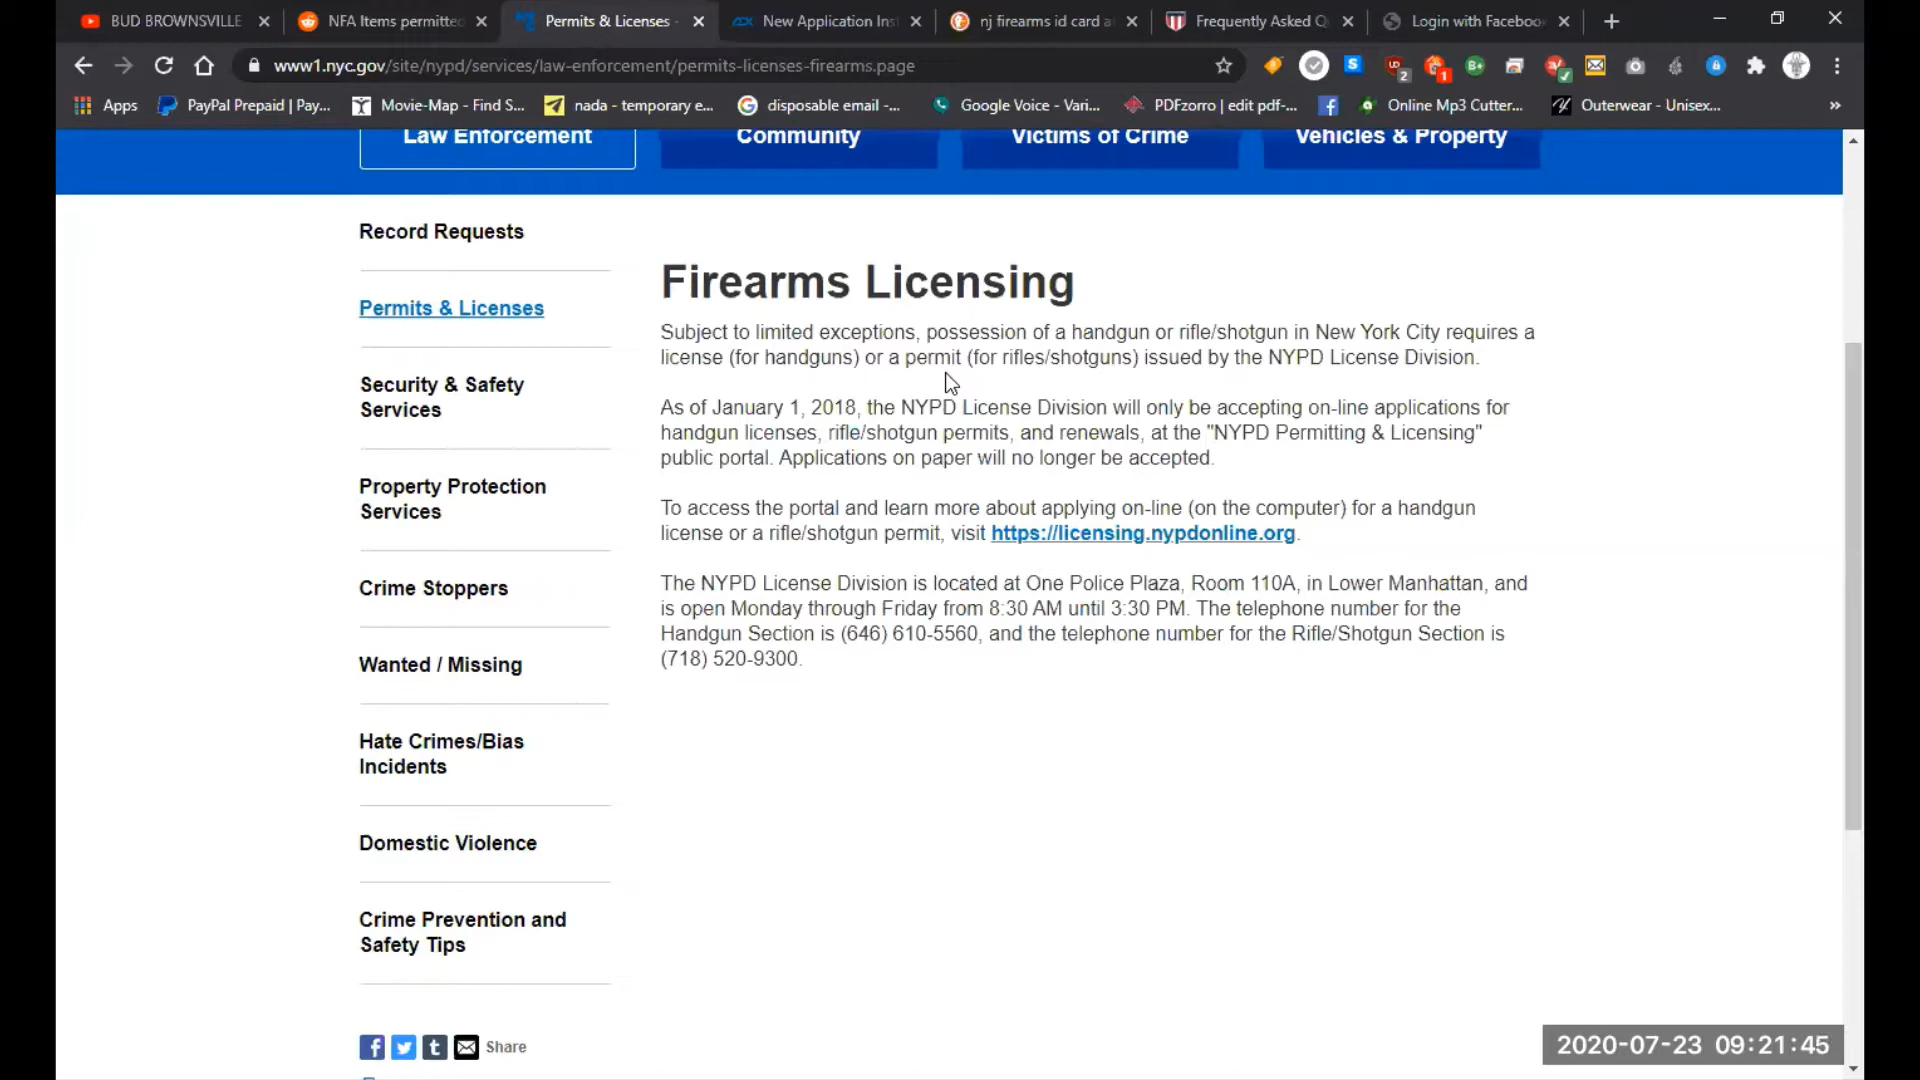 BUD BROWNSVILLE
NFA Items permitted
Permits & Licenses -
New Application Ins
nj firearms id card a
Frequently Asked Q
Login with Facebook
www1.nyc.gov/site/nypd/services/law-enforcement/permits-licenses-firearms.page
Apps
PayPal Prepaid | Pay...
Movie-Map - Find S...
nada - temporary e...
disposable email -...
Google Voice - Vari...
PDFzorro | edit pdf-...
Online Mp3 Cutter...
Outerwear - Unisex...
Law Enforcement
Community
Victims of Crime
Vehicles & Property
Record Requests
Permits & Licenses
Security & Safety
Services
Property Protection
Services
Crime Stoppers
Wanted / Missing
Hate Crimes/Bias
Incidents
Domestic Violence
Crime Prevention and
Safety Tips
Share
Firearms Licensing
Subject to limited exceptions, possession of a handgun or rifle/shotgun in New York City requires a
license (for handguns) or a permit (for rifles/shotguns) issued by the NYPD License Division.
As of January 1, 2018, the NYPD License Division will only be accepting on-line applications for
handgun licenses, rifle/shotgun permits, and renewals, at the "NYPD Permitting & Licensing"
public portal. Applications on paper will no longer be accepted.
To access the portal and learn more about applying on-line (on the computer) for a handgun
license or a rifle/shotgun permit, visit https://licensing.nypdonline.org.
The NYPD License Division is located at One Police Plaza, Room 110A, in Lower Manhattan, and
is open Monday through Friday from 8:30 AM until 3:30 PM. The telephone number for the
Handgun Section is (646) 610-5560, and the telephone number for the Rifle/Shotgun Section is
(718) 520-9300.
2020-07-23 09:21:45